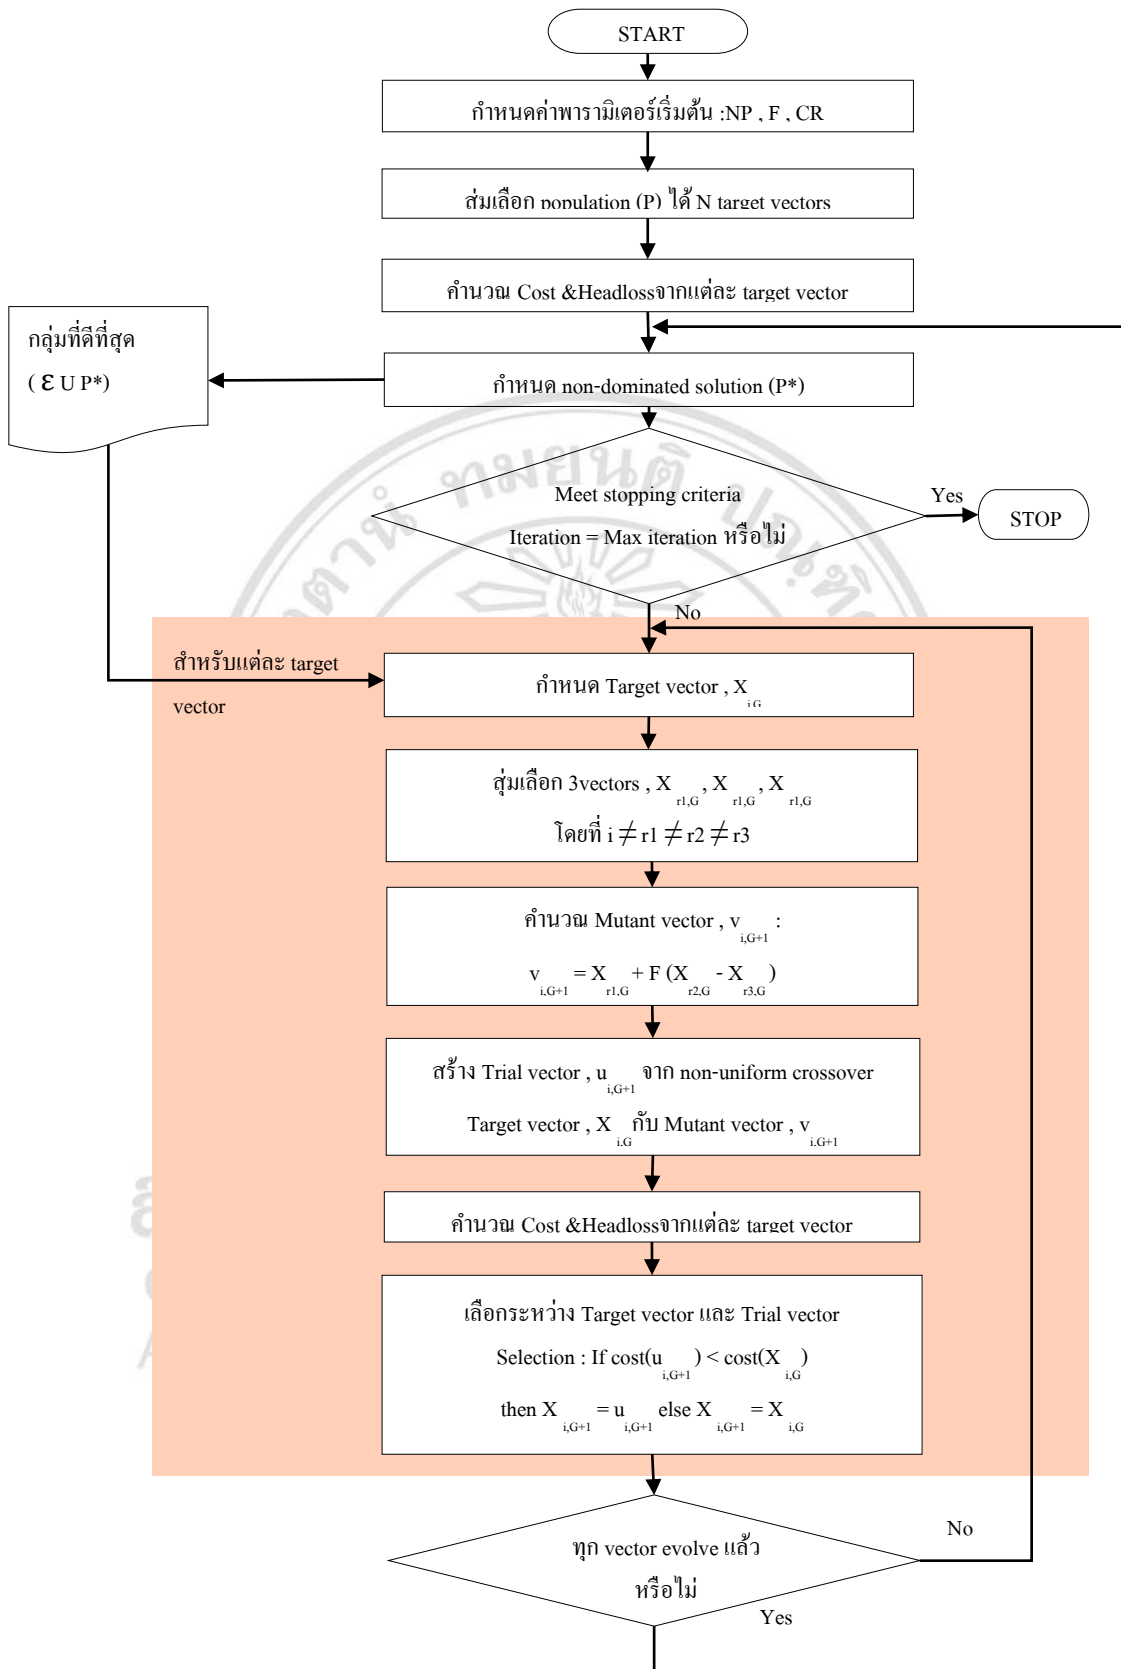 START
กำหนดค่าพารามิเตอร์เริ่มต้น :NP , F , CR
ส่มเลือก population (P) ได้ N target vectors
คำนวณ Cost &Headlossจากแต่ละ target vector
กลุ่มที่ดีที่สุด
( ε U P*)
กำหนด non-dominated solution (P*)
ทมยนติ
Meet stopping criteria
Iteration = Max iteration หรือไม่
Yes
STOP
No
สำหรับแต่ละ target
vector
กำหนด Target vector , X i,G
สุ่มเลือก 3vectors , X r1,G , X r1,G , X r1,G
โดยที่ i ≠ r1 ≠ r2 ≠ r3
คำนวณ Mutant vector , v i,G+1 :
v i,G+1 = X r1,G + F (X r2,G - X r3,G )
สร้าง Trial vector , u i,G+1 จาก non-uniform crossover
Target vector , X i,G กับ Mutant vector , v i,G+1
คำนวณ Cost &Headlossจากแต่ละ target vector
เลือกระหว่าง Target vector และ Trial vector
Selection : If cost(u i,G+1 ) < cost(X i,G )
then X i,G+1 = u i,G+1 else X i,G+1 = X i,G
ทุก vector evolve แล้ว
หรือไม่
No
Yes